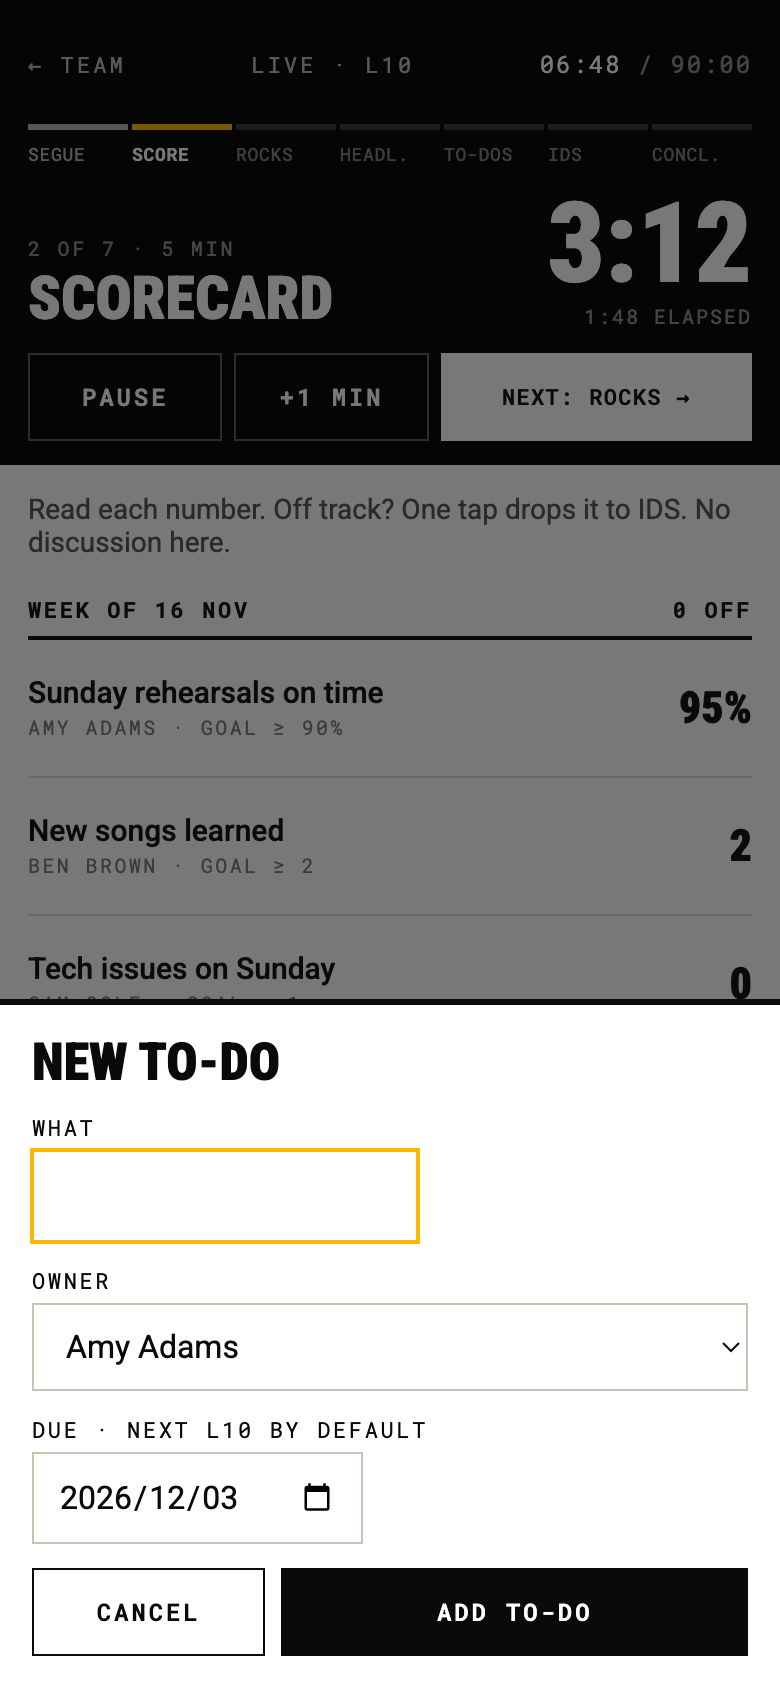 ← TEAM
LIVE · L10
06:48 / 90:00
SEGUE
SCORE
ROCKS
HEADL.
TO-DOS
IDS
CONCL.
2 OF 7 · 5 MIN
SCORECARD
3:12
1:48 ELAPSED
PAUSE
+1 MIN
NEXT: ROCKS →
Read each number. Off track? One tap drops it to IDS. No
discussion here.
WEEK OF 16 NOV
0 OFF
Sunday rehearsals on time
AMY ADAMS · GOAL ≥ 90%
95%
New songs learned
BEN BROWN · GOAL ≥ 2
2
Tech issues on Sunday
0
NEW TO-DO
WHAT
OWNER
Amy Adams
DUE · NEXT L10 BY DEFAULT
2026/12/03
CANCEL
ADD TO-DO